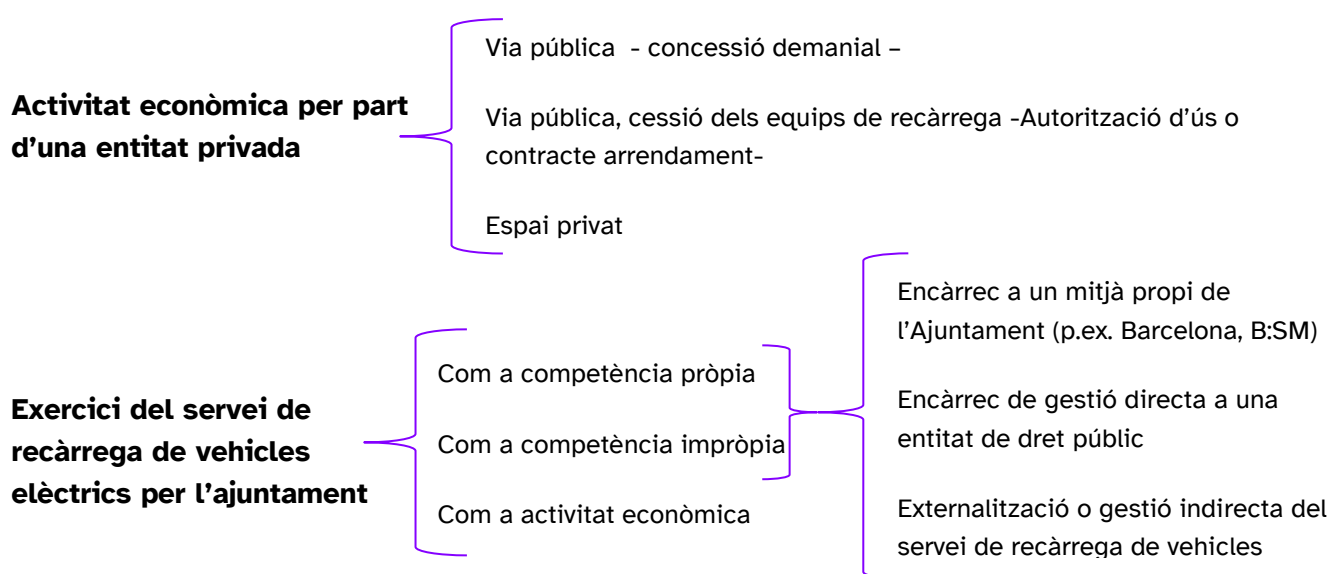 Activitat econòmica per part
d'una entitat privada
Via pública - concessió demanial –
Via pública, cessió dels equips de recàrrega -Autorització d'ús o
contracte arrendament-
Espai privat
Exercici del servei de
recàrrega de vehicles
elèctrics per l'ajuntament
Com a competència pròpia
Com a competència impròpia
Com a activitat econòmica
Encàrrec a un mitjà propi de
l'Ajuntament (p.ex. Barcelona, B:SM)
Encàrrec de gestió directa a una
entitat de dret públic
Externalització o gestió indirecta del
servei de recàrrega de vehicles